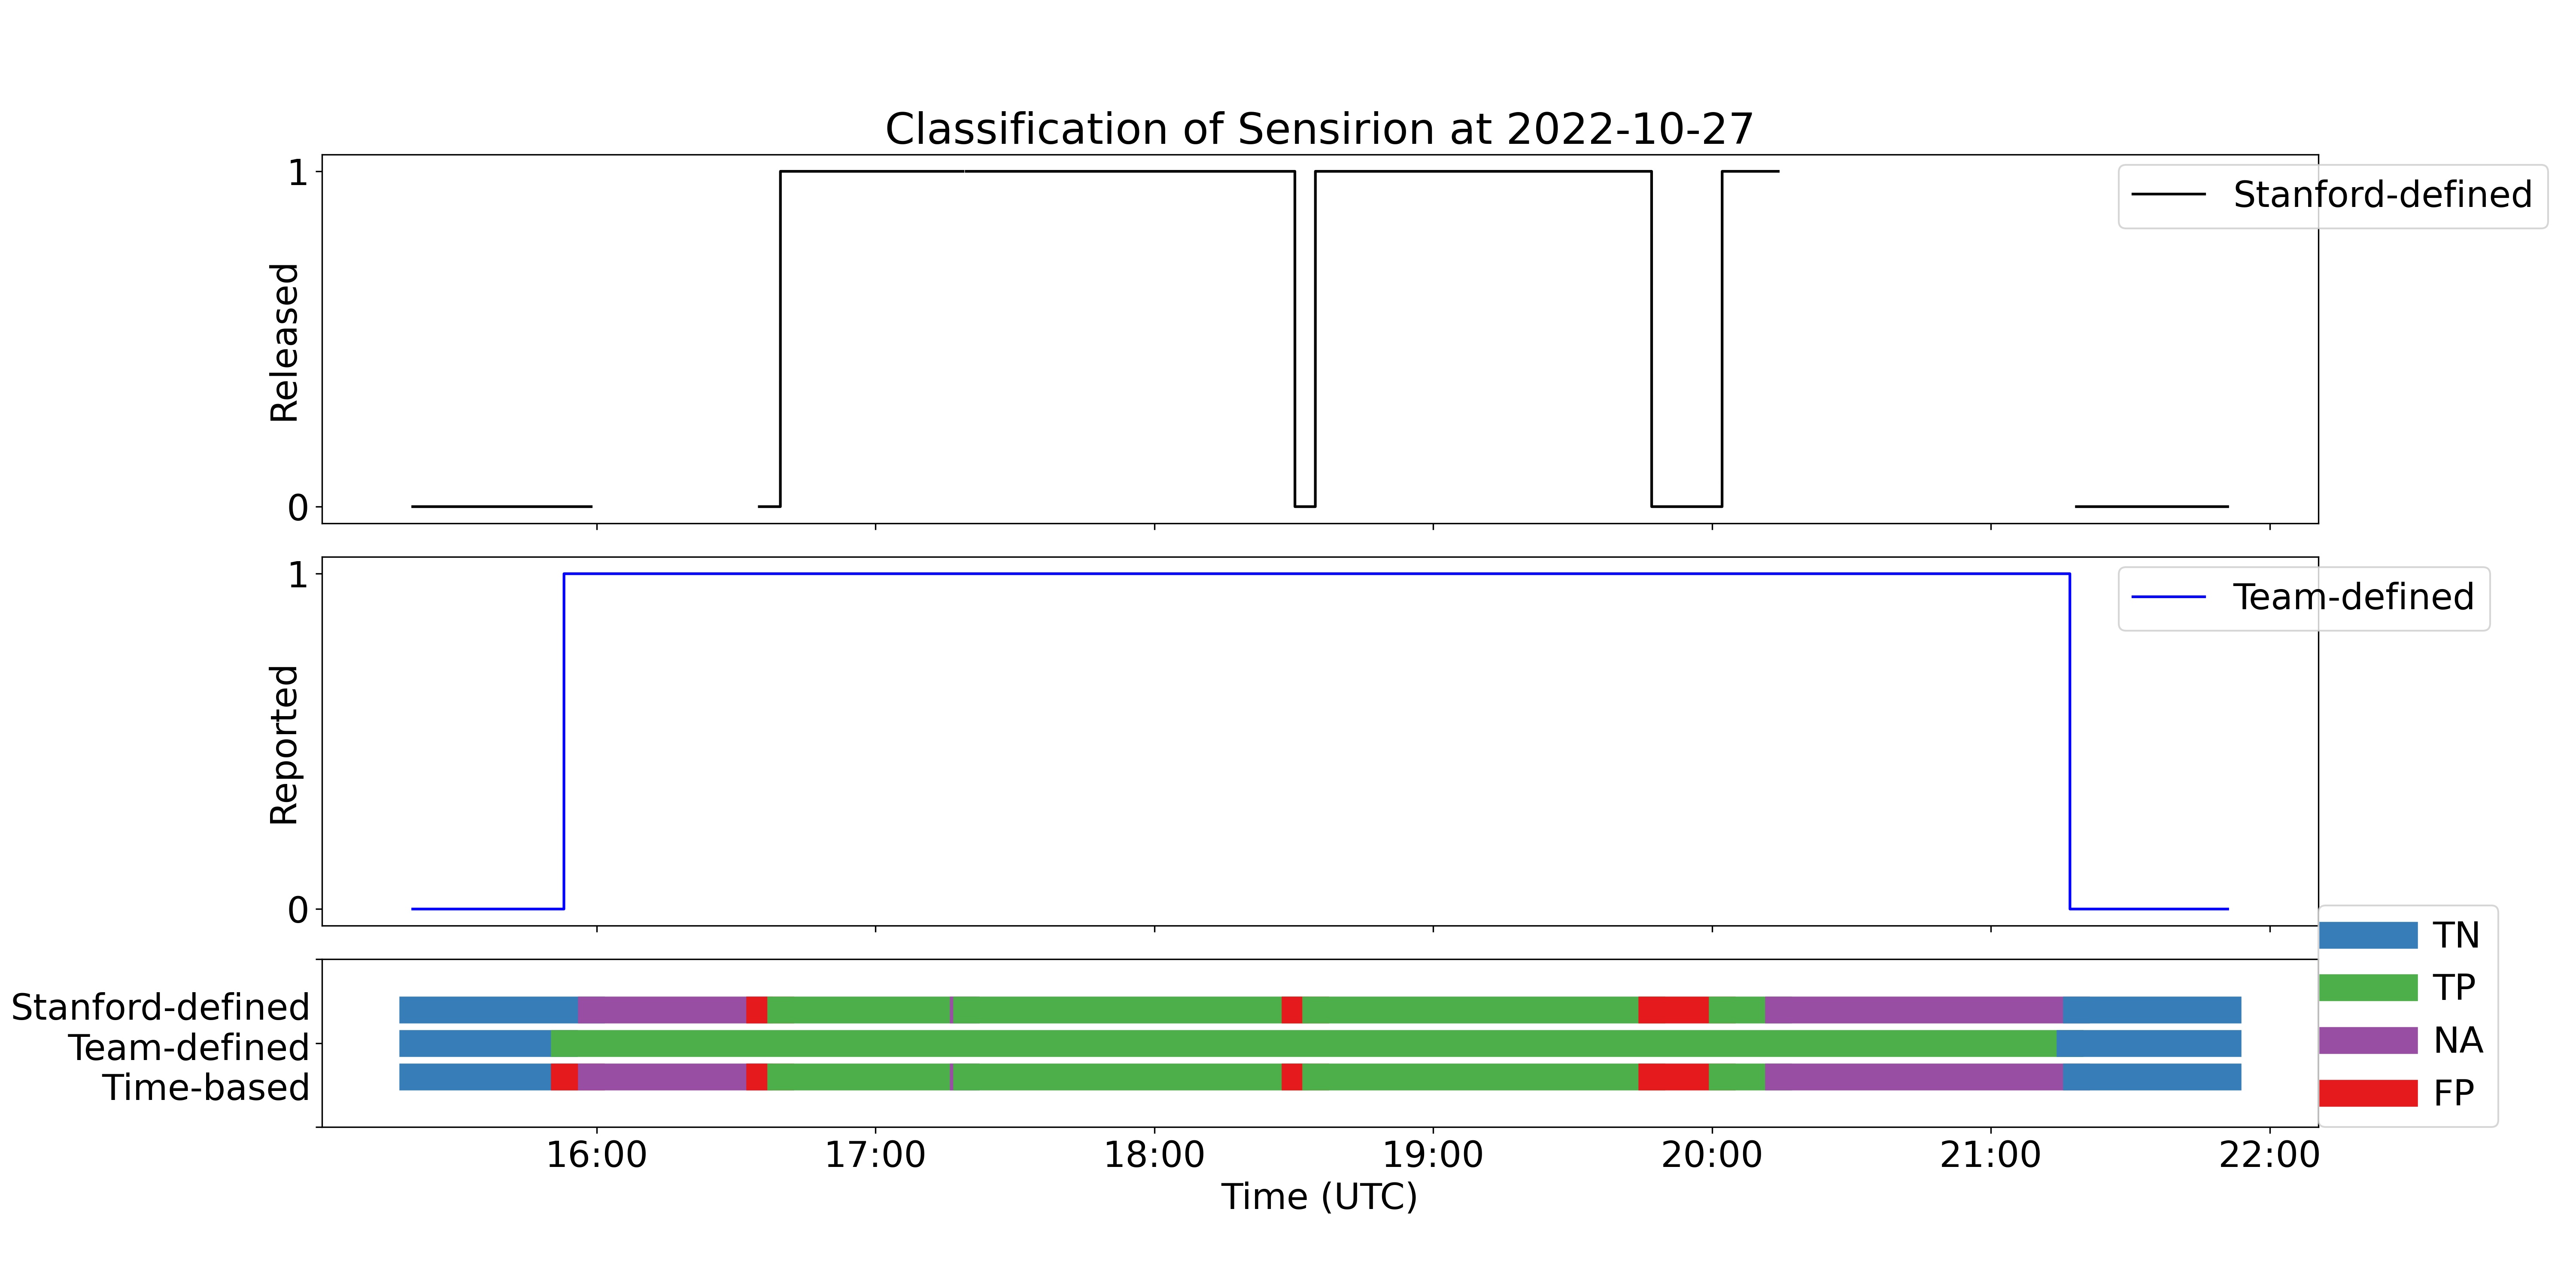 Classification of Sensirion at 2022-10-27
1
0
Released
Stanford-defined
1
0
Reported
Team-defined
TN
TP
NA
FP
Stanford-defined
Team-defined
Time-based
16:00 17:00 18:00 19:00 20:00 21:00 22:00
Time (UTC)